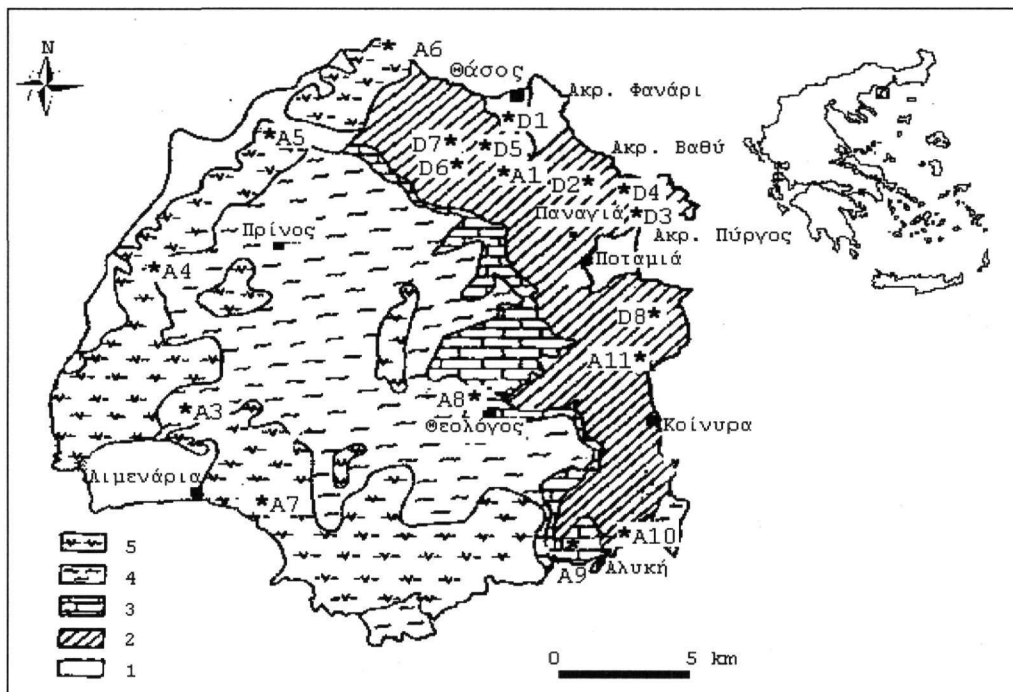 N
A6
Θάσος
Ακρ. Φανάρι
D1
A5
D7
D5
Ακρ. Βαθύ
D6
A1
D2
D4
Παναγιά
D3
Πρίνος
Ακρ. Πύργος
Ποταμιά
A4
D8
A11
A8
A3
Θεολόγος
Κοίνυρα
Λιμενάρια
A7
A10
5
Αλυκή
4
A9
3
2
0 5 km
1